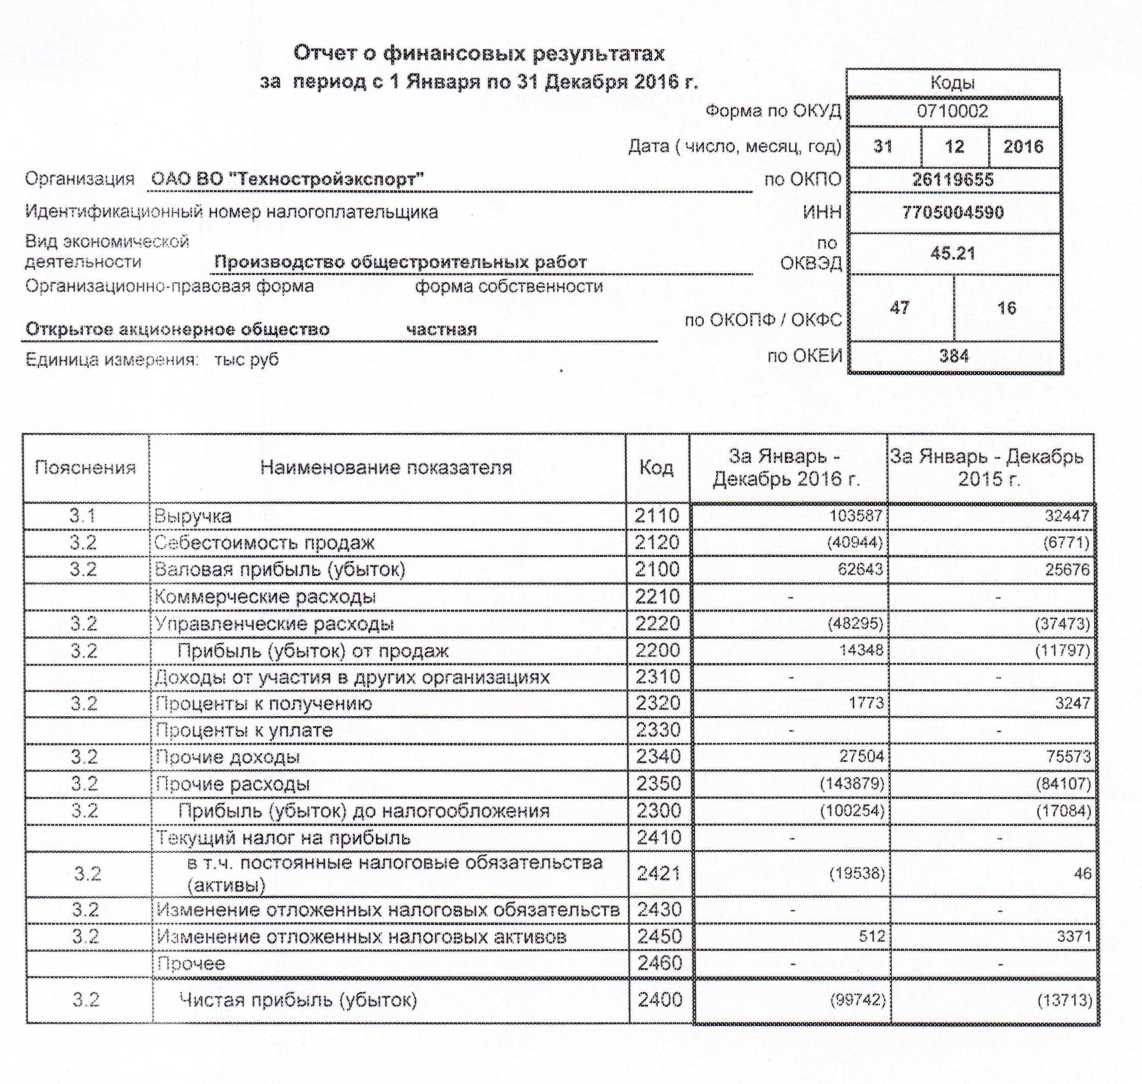 Отчет о финансовых результатах
за период с 1 Января по 31 Декабря 2016 г.
Коды
Форма по ОКУД 0710002
Дата ( число, месяц, год) 31 12 2016
Организация ОАО ВО "Техностройэкспорт" по ОКПО 26119655
Идентификационный номер налогоплательщика ИНН 7705004590
Вид экономической
деятельности Производство общестроительных работ по ОКВЭД 45.21
Организационно-правовая форма форма собственности
Открытое акционерное общество частная по ОКОПФ / ОКФС 47 16
Единица измерения: тыс руб по ОКЕИ 384
Пояснения Наименование показателя Код За Январь - Декабрь 2016 г. За Январь - Декабрь 2015 г.
3.1 Выручка 2110 103587 32447
3.2 Себестоимость продаж 2120 (40944) (6771)
3.2 Валовая прибыль (убыток) 2100 62643 25676
Коммерческие расходы 2210 - -
3.2 Управленческие расходы 2220 (48295) (37473)
3.2 Прибыль (убыток) от продаж 2200 14348 (11797)
Доходы от участия в других организациях 2310 - -
3.2 Проценты к получению 2320 1773 3247
Проценты к уплате 2330 - -
3.2 Прочие доходы 2340 27504 75573
3.2 Прочие расходы 2350 (143879) (84107)
3.2 Прибыль (убыток) до налогообложения 2300 (100254) (17084)
Текущий налог на прибыль 2410 - -
3.2 в т.ч. постоянные налоговые обязательства (активы) 2421 (19538) 46
3.2 Изменение отложенных налоговых обязательств 2430 - -
3.2 Изменение отложенных налоговых активов 2450 512 3371
Прочее 2460 - -
3.2 Чистая прибыль (убыток) 2400 (99742) (13713)